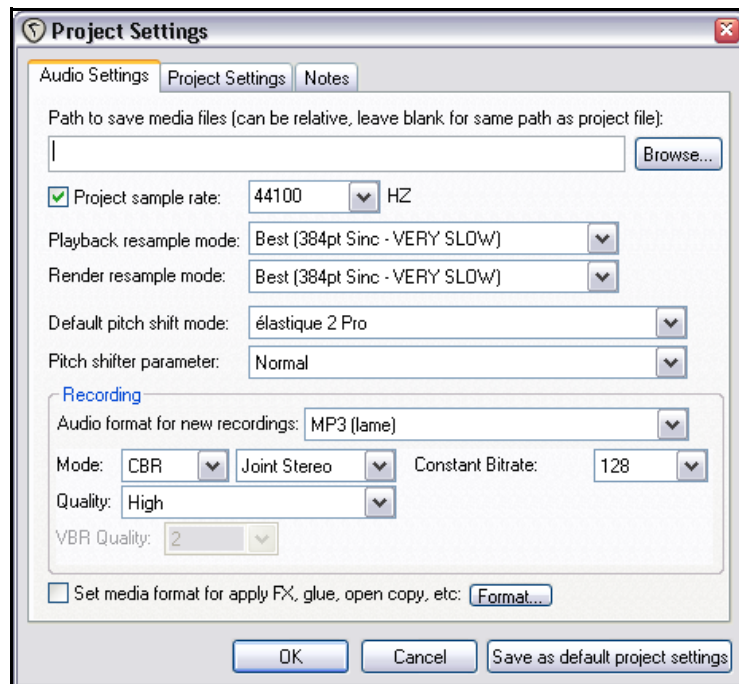 Project Settings
Audio Settings Project Settings Notes
Path to save media files (can be relative, leave blank for same path as project file):
Browse...
Project sample rate: 44100 HZ
Playback resample mode: Best (384pt Sinc - VERY SLOW)
Render resample mode: Best (384pt Sinc - VERY SLOW)
Default pitch shift mode: élastique 2 Pro
Pitch shifter parameter: Normal
Recording
Audio format for new recordings: MP3 (lame)
Mode: CBR Joint Stereo Constant Bitrate: 128
Quality: High
VBR Quality: 2
Set media format for apply FX, glue, open copy, etc: Format...
OK Cancel Save as default project settings